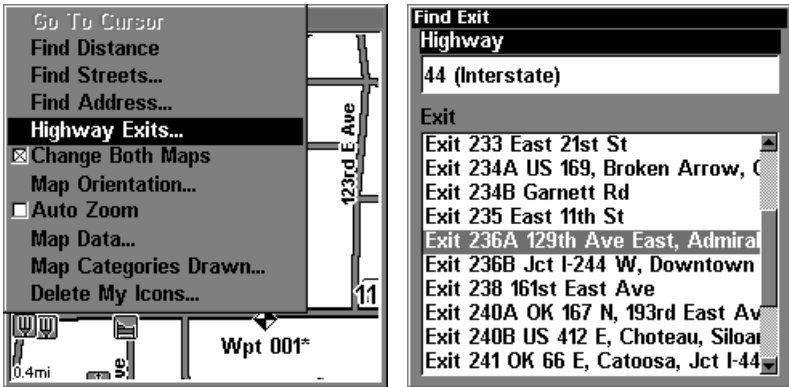 Go To Cursor
Find Distance
Find Streets...
Find Address...
Highway Exits...
Change Both Maps
Map Orientation...
Auto Zoom
Map Data...
Map Categories Drawn...
Delete My Icons...
123rd E Ave
11
Wpt 001*
ve
0.4mi
Find Exit
Highway
44 (Interstate)
Exit
Exit 233 East 21st St
Exit 234A US 169, Broken Arrow,
Exit 234B Garnett Rd
Exit 235 East 11th St
Exit 236A 129th Ave East, Admiral
Exit 236B Jct I-244 W, Downtown
Exit 238 161st East Ave
Exit 240A OK 167 N, 193rd East Av
Exit 240B US 412 E, Choteau, Siloa
Exit 241 OK 66 E, Catoosa, Jct I-44